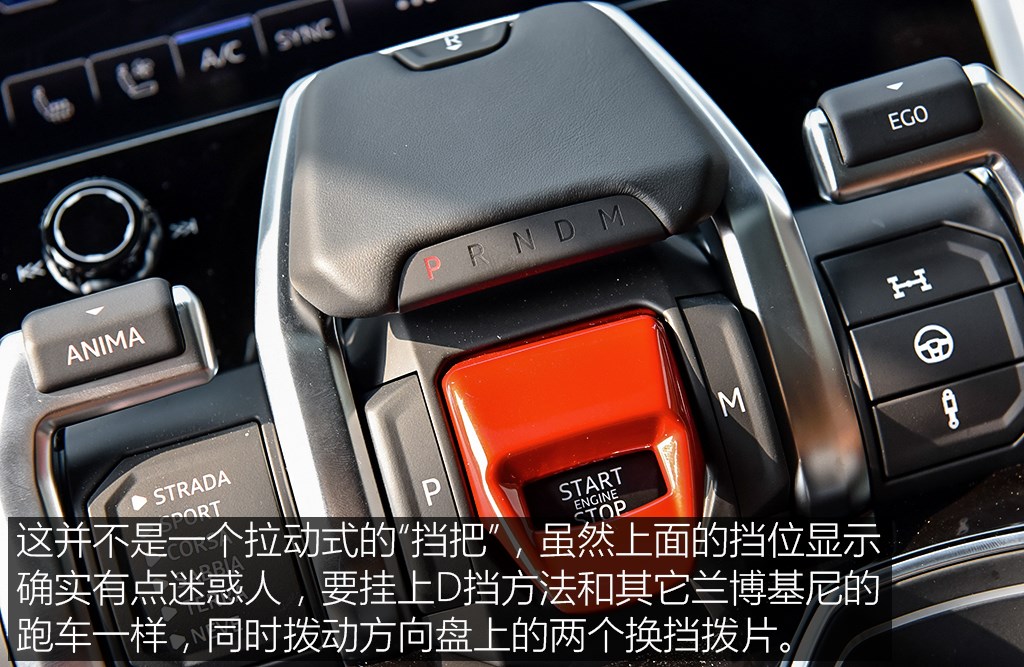 A/C
SYNC
R
EGO
P R N D M
ANIMA
M
P
STRADA
SPORT
CORSA
START
ENGINE
STOP
这并不是一个拉动式的“挡把”，虽然上面的挡位显示
确实有点迷惑人，要挂上D挡方法和其它兰博基尼的
跑车一样，同时拨动方向盘上的两个换挡拨片。